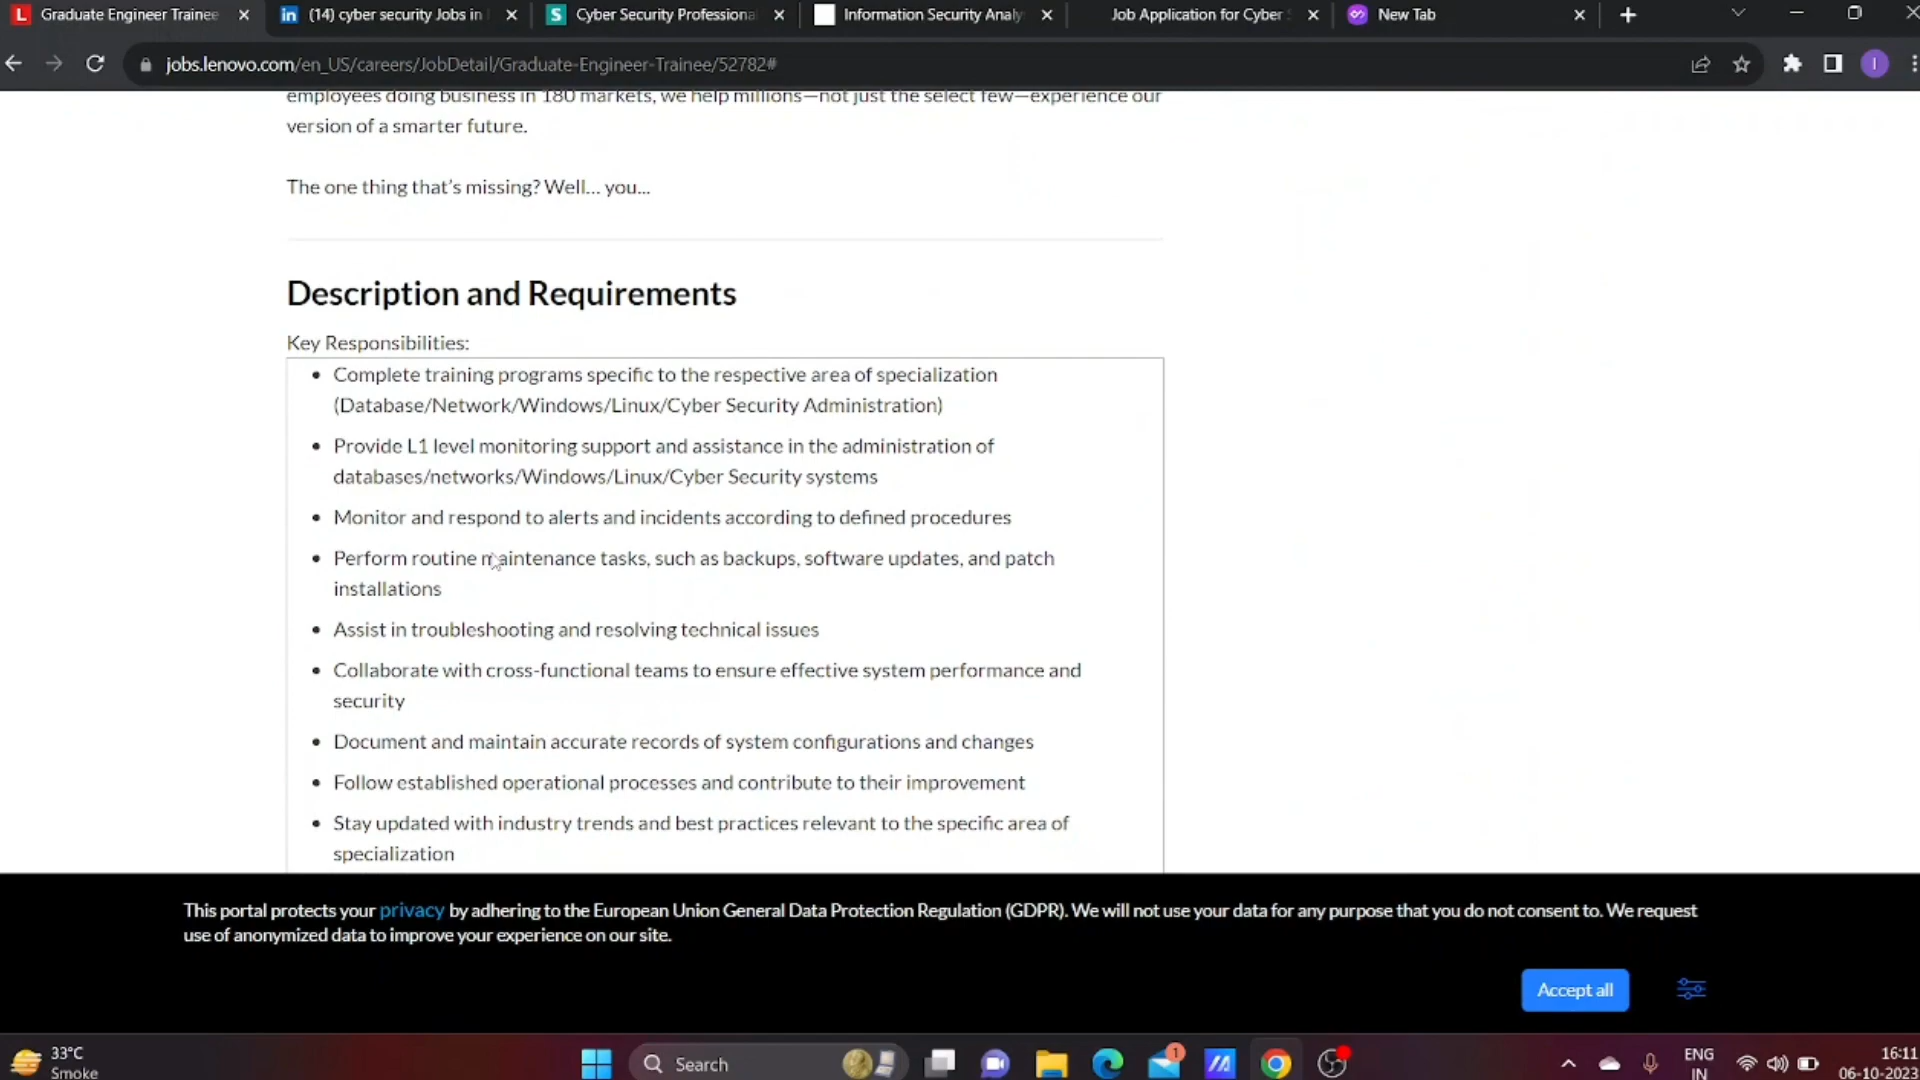 Graduate Engineer Trainee
(14) cyber security Jobs in
Cyber Security Professiona
Information Security Analy
Job Application for Cyber
New Tab
jobs.lenovo.com/en_US/careers/JobDetail/Graduate-Engineer-Trainee/52782#
employees doing business in 180 markets, we help millions—not just the select few—experience our
version of a smarter future.
The one thing that's missing? Well... you...
Description and Requirements
Key Responsibilities:
• Complete training programs specific to the respective area of specialization
(Database/Network/Windows/Linux/Cyber Security Administration)
• Provide L1 level monitoring support and assistance in the administration of
databases/networks/Windows/Linux/Cyber Security systems
• Monitor and respond to alerts and incidents according to defined procedures
• Perform routine maintenance tasks, such as backups, software updates, and patch
installations
• Assist in troubleshooting and resolving technical issues
• Collaborate with cross-functional teams to ensure effective system performance and
security
• Document and maintain accurate records of system configurations and changes
• Follow established operational processes and contribute to their improvement
• Stay updated with industry trends and best practices relevant to the specific area of
specialization
This portal protects your privacy by adhering to the European Union General Data Protection Regulation (GDPR). We will not use your data for any purpose that you do not consent to. We request
use of anonymized data to improve your experience on our site.
Accept all
33°C
Smoke
Search
1
ENG
IN
16:11
06-10-2023